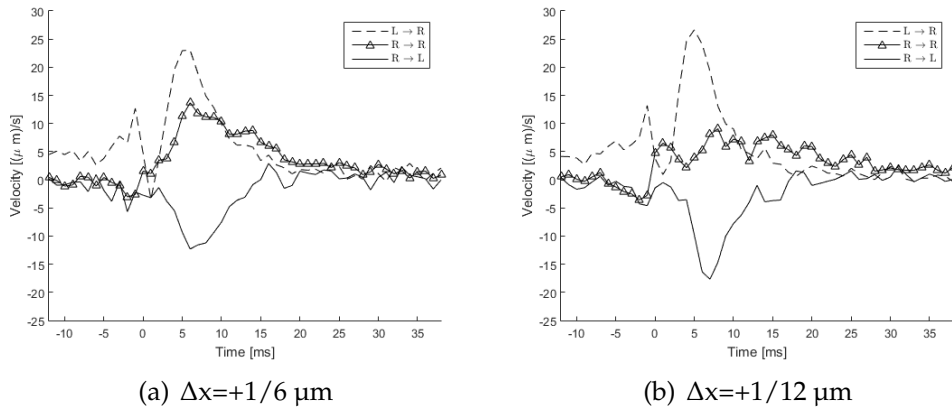 30
25
20
15
10
5
0
-5
-10
-15
-20
-25
Velocity [(μ m)/s]
-10 -5 0 5 10 15 20 25 30 35
Time [ms]
L → R
R → R
R → L
(a) Δx=+1/6 μm
30
25
20
15
10
5
0
-5
-10
-15
-20
-25
Velocity [(μ m)/s]
-10 -5 0 5 10 15 20 25 30 35
Time [ms]
L → R
R → R
R → L
(b) Δx=+1/12 μm